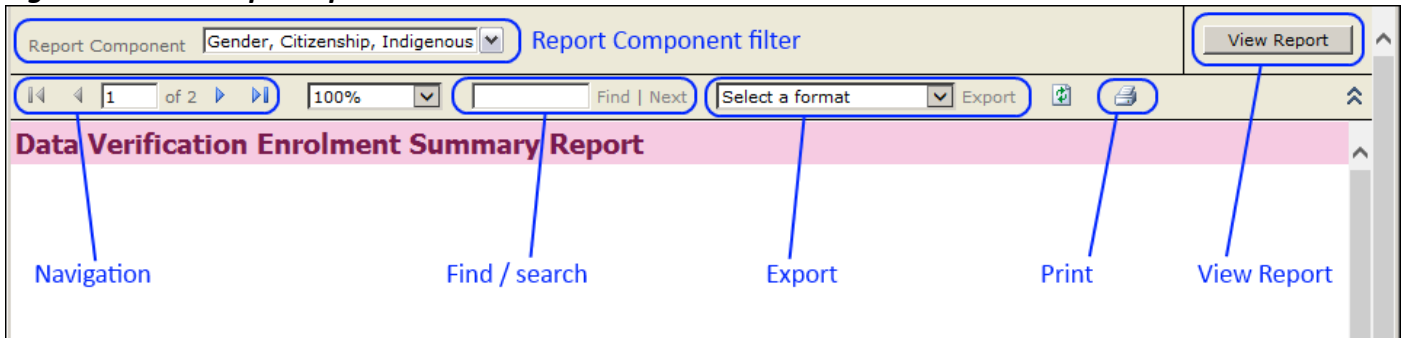 Report Component Gender, Citizenship, Indigenous Report Component filter View Report
1 of 2 100% Find | Next Select a format Export
Data Verification Enrolment Summary Report
Navigation Find / search Export Print View Report